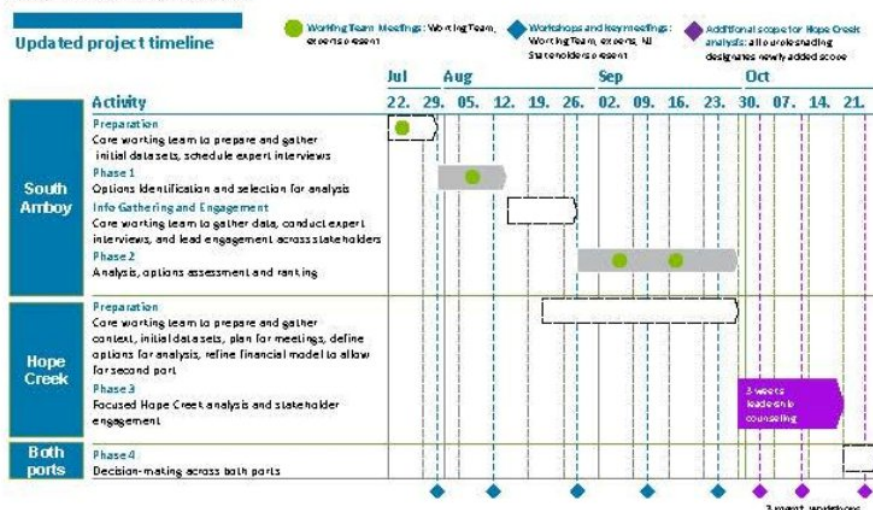 Updated project timeline
Working Team Meetings: Working Team,
experts present
Workshops and key meetings:
Working Team, experts, NJ
Stakeholders present
Additional scope for Hope Creek
analysis: all purple shading
designates newly added scope
Jul Aug Sep Oct
Activity 22. 29. 05. 12. 19. 26. 02. 09. 16. 23. 30. 07. 14. 21.
South
Amboy
Preparation
Core working team to prepare and gather
initial datasets, schedule expert interviews
Phase 1
Options Identification and selection for analysis
Info Gathering and Engagement
Core working team to gather data, conduct expert
interviews, and lead engagement across stakeholders
Phase 2
Analysis, options assessment and ranking
Hope
Creek
Preparation
Core working team to prepare and gather
context, initial datasets, plan for meetings, define
options for analysis, refine financial model to allow
for second port
Phase 3
Focused Hope Creek analysis and stakeholder
engagement
3 weeks
leadership
counseling
Both
ports
Phase 4
Decision-making across both ports